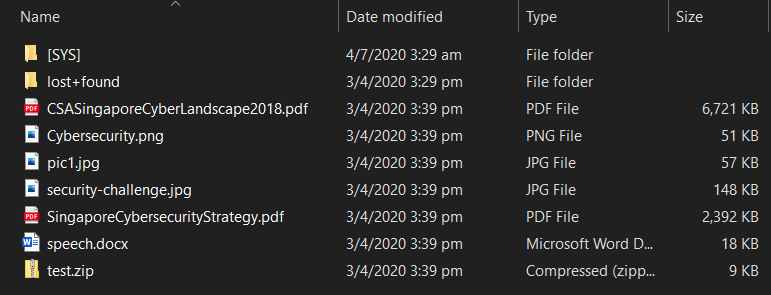 Name Date modified Type Size
[SYS] 4/7/2020 3:29 am File folder
lost+found 3/4/2020 3:29 pm File folder
PDF CSASingaporeCyberLandscape2018.pdf 3/4/2020 3:39 pm PDF File 6,721 KB
Cybersecurity.png 3/4/2020 3:39 pm PNG File 51 KB
pic1.jpg 3/4/2020 3:39 pm JPG File 57 KB
security-challenge.jpg 3/4/2020 3:39 pm JPG File 148 KB
PDF SingaporeCybersecurityStrategy.pdf 3/4/2020 3:39 pm PDF File 2,392 KB
W speech.docx 3/4/2020 3:39 pm Microsoft Word D... 18 KB
test.zip 3/4/2020 3:39 pm Compressed (zipp... 9 KB